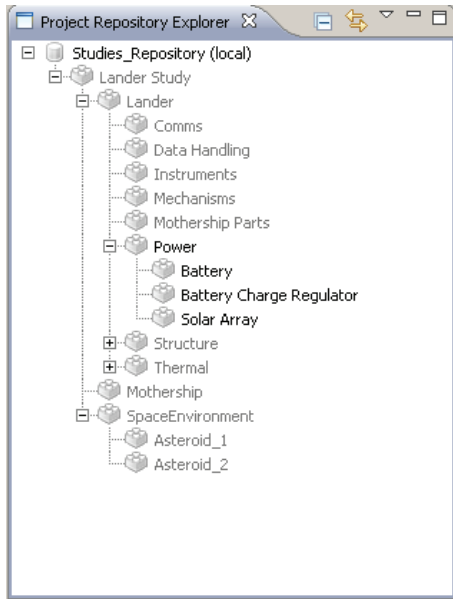 Project Repository Explorer
Studies_Repository (local)
Lander Study
Lander
Comms
Data Handling
Instruments
Mechanisms
Mothership Parts
Power
Battery
Battery Charge Regulator
Solar Array
Structure
Thermal
Mothership
SpaceEnvironment
Asteroid_1
Asteroid_2